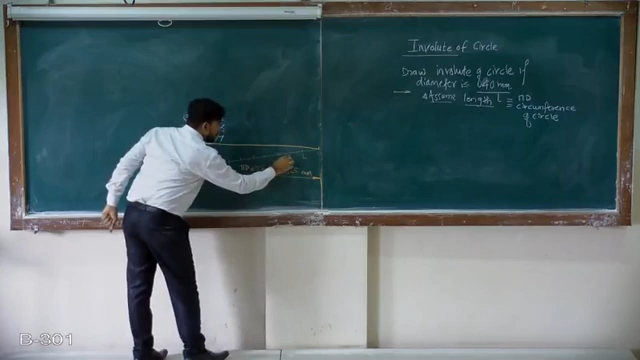 Involute of Circle
Draw involute of circle if
diameter is 40 mm.
Assume length L = πD
circumference
of circle
L
mm
B-301